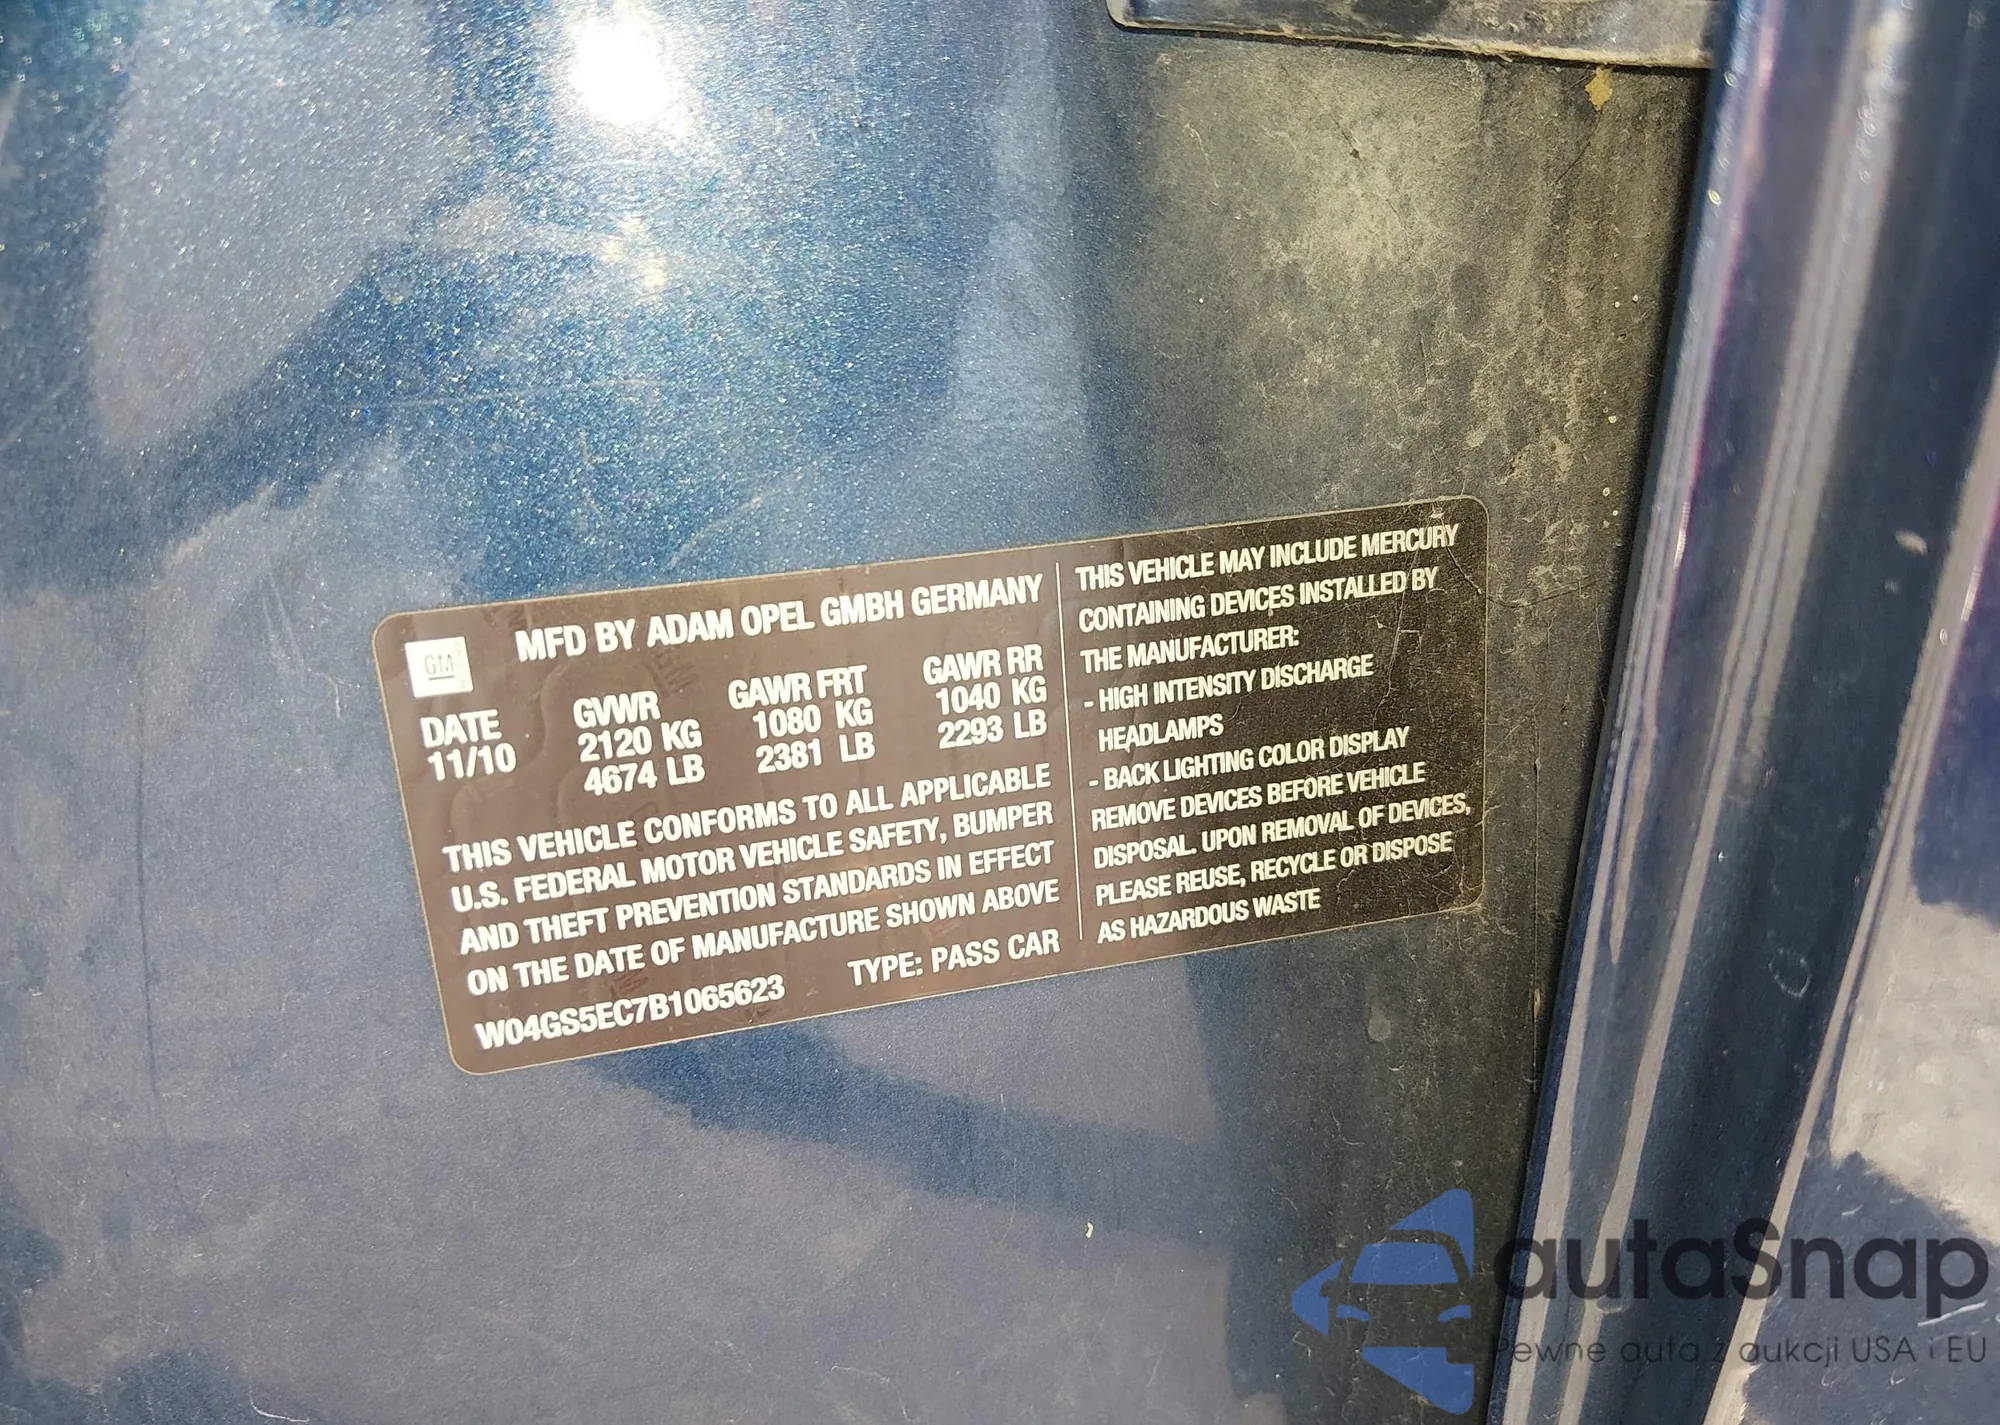 GM
MFD BY ADAM OPEL GMBH GERMANY
DATE GVWR GAWR FRT GAWR RR
11/10 2120 KG 1080 KG 1040 KG
4674 LB 2381 LB 2293 LB
THIS VEHICLE CONFORMS TO ALL APPLICABLE
U.S. FEDERAL MOTOR VEHICLE SAFETY, BUMPER
AND THEFT PREVENTION STANDARDS IN EFFECT
ON THE DATE OF MANUFACTURE SHOWN ABOVE
W04GS5EC7B1065623 TYPE: PASS CAR
THIS VEHICLE MAY INCLUDE MERCURY
CONTAINING DEVICES INSTALLED BY
THE MANUFACTURER:
- HIGH INTENSITY DISCHARGE
HEADLAMPS
- BACK LIGHTING COLOR DISPLAY
REMOVE DEVICES BEFORE VEHICLE
DISPOSAL. UPON REMOVAL OF DEVICES,
PLEASE REUSE, RECYCLE OR DISPOSE
AS HAZARDOUS WASTE
autaSnap
Pewne auta z aukcji USA i EU